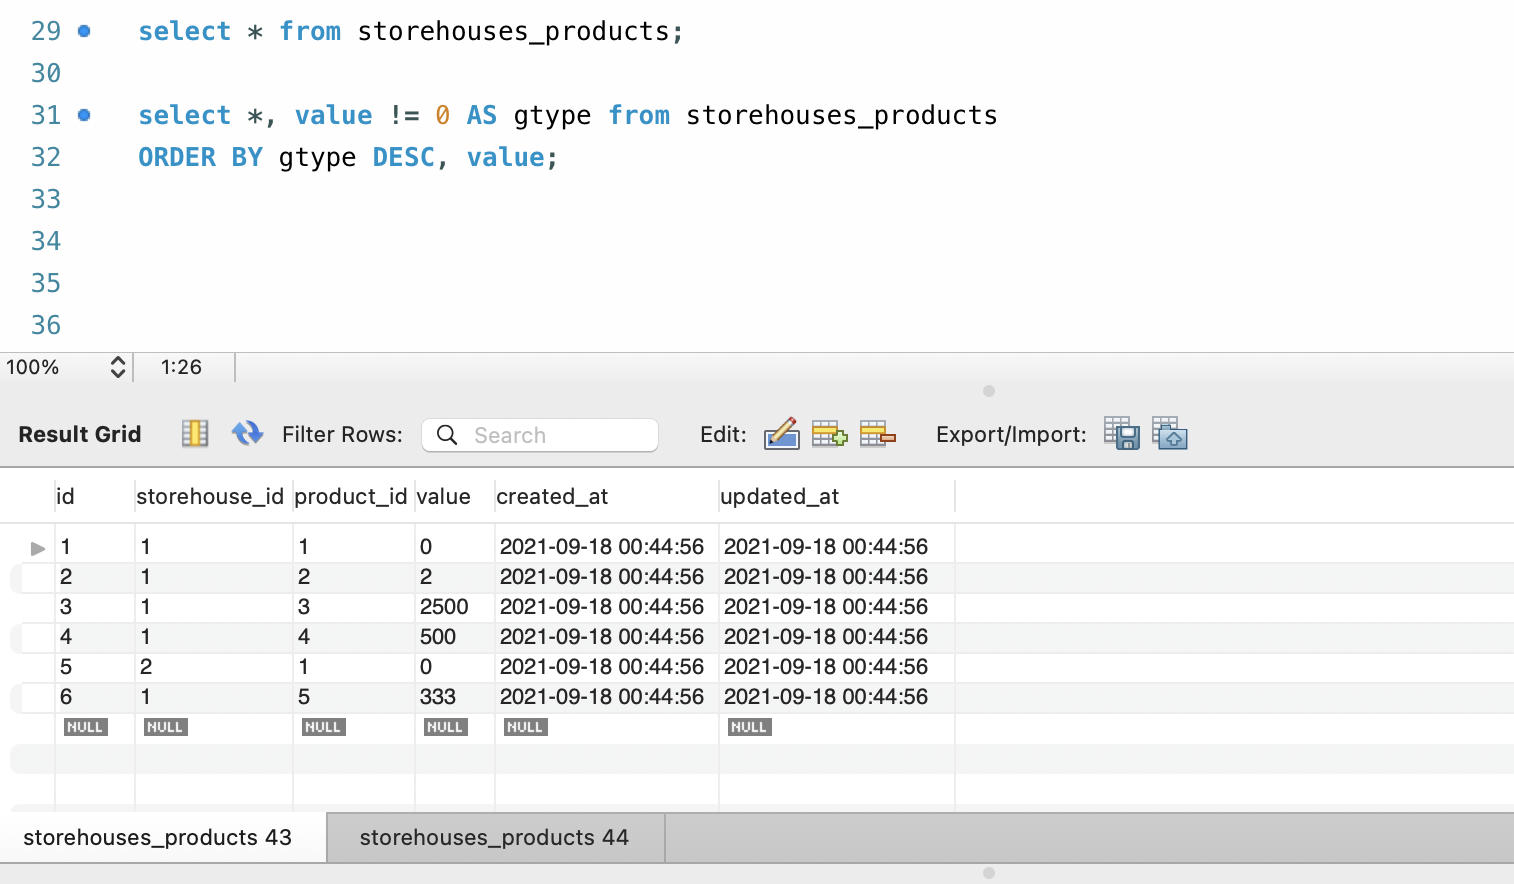 29 select * from storehouses_products;
30
31 select *, value != 0 AS gtype from storehouses_products
32 ORDER BY gtype DESC, value;
33
34
35
36
100% 1:26
Result Grid Filter Rows: Search Edit: Export/Import:
id storehouse_id product_id value created_at updated_at
1 1 1 0 2021-09-18 00:44:56 2021-09-18 00:44:56
2 1 2 2 2021-09-18 00:44:56 2021-09-18 00:44:56
3 1 3 2500 2021-09-18 00:44:56 2021-09-18 00:44:56
4 1 4 500 2021-09-18 00:44:56 2021-09-18 00:44:56
5 2 1 0 2021-09-18 00:44:56 2021-09-18 00:44:56
6 1 5 333 2021-09-18 00:44:56 2021-09-18 00:44:56
NULL NULL NULL NULL NULL NULL
storehouses_products 43 storehouses_products 44